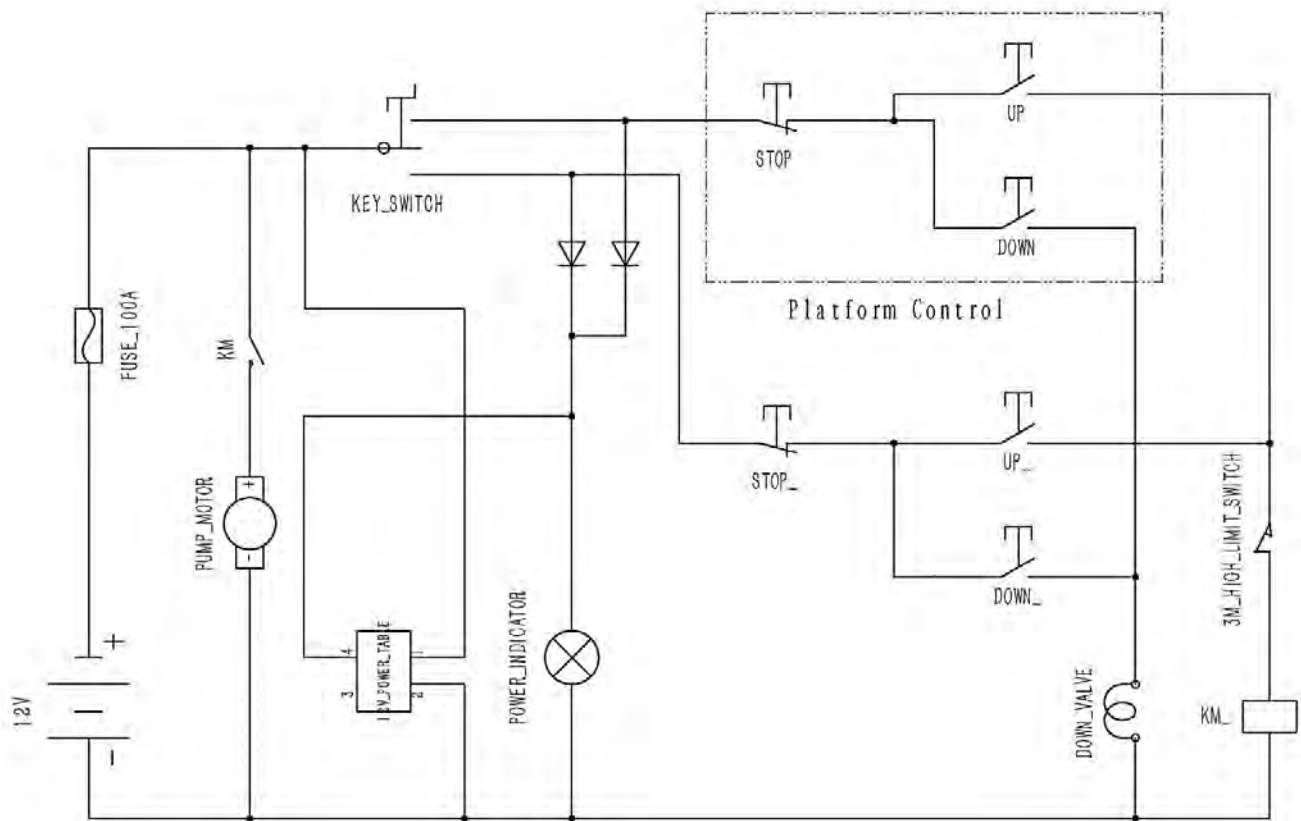 UP
STOP
KEY_SWITCH
DOWN
Platform Control
FUSE_100A
KM
STOP_
UP_
3M_HIGH_LIMIT_SWITCH
PUMP_MOTOR
+
-
DOWN_
12V_POWER_TABLE
4
1
3
2
POWER_INDICATOR
+
12V
-
DOWN_VALVE
KM_